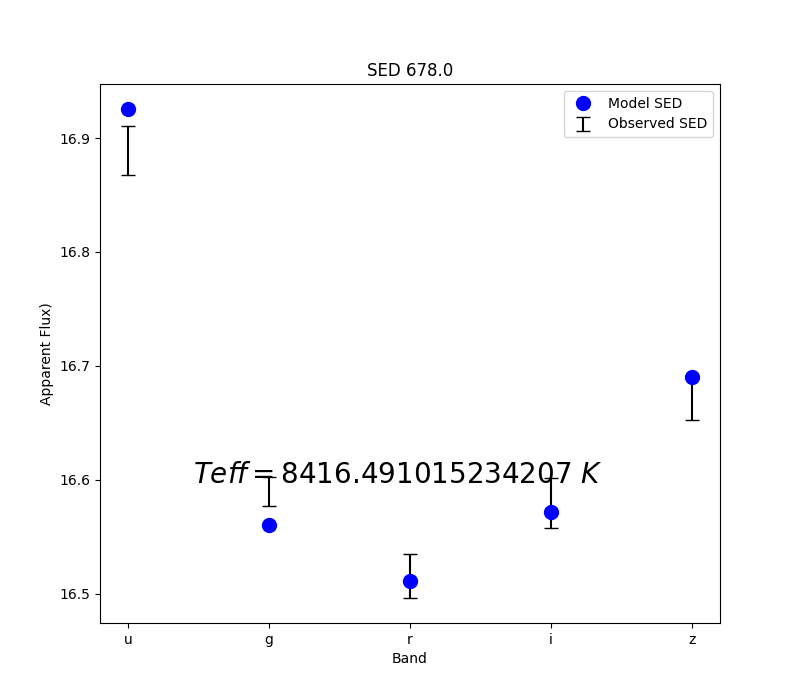 SED 678.0
Model SED
Observed SED
16.9
16.8
16.7
16.6
16.5
Apparent Flux)
Teff = 8416.491015234207 K
u g r i z
Band